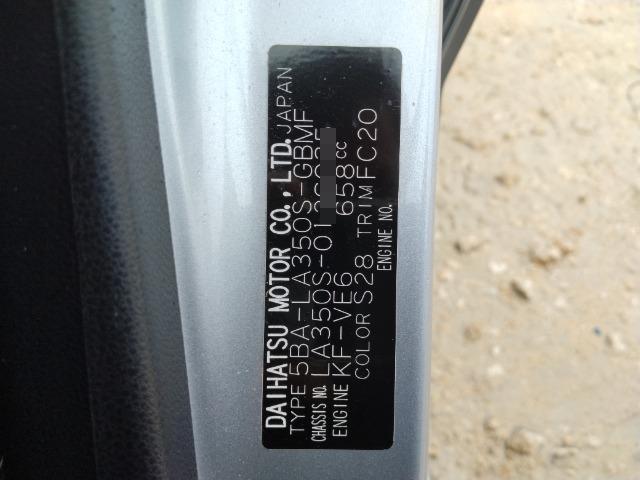 DAIHATSU MOTOR CO., LTD. JAPAN
TYPE 5BA-LA350S-GBMF
CHASSIS NO. LA350S-01
ENGINE KF-VE6 658cc
COLOR S28 TRIM FC20
ENGINE NO.